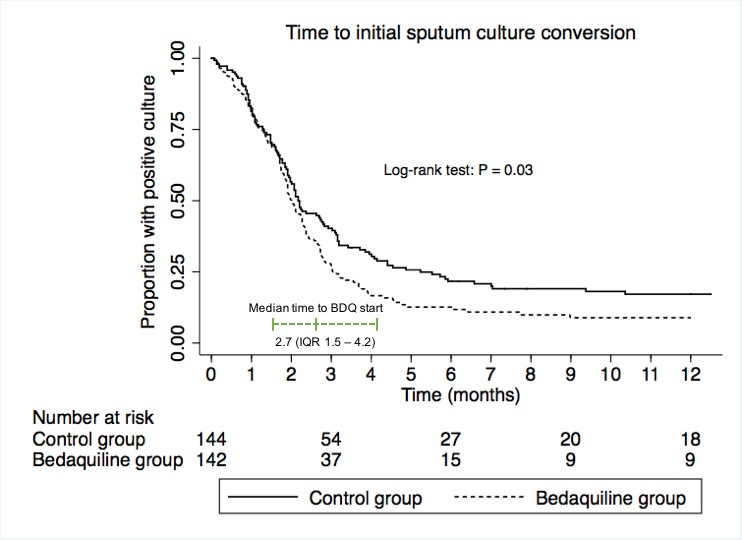 Time to initial sputum culture conversion
Proportion with positive culture
1.00
0.75
0.50
0.25
0.00
Log-rank test: P = 0.03
Median time to BDQ start
2.7 (IQR 1.5 – 4.2)
0 1 2 3 4 5 6 7 8 9 10 11 12
Time (months)
Number at risk
Control group 144 54 27 20 18
Bedaquiline group 142 37 15 9 9
Control group Bedaquiline group